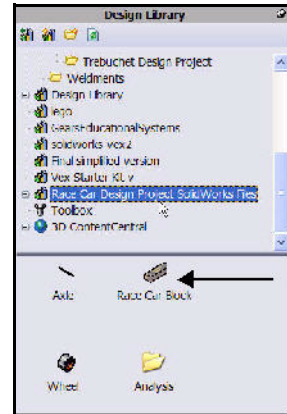 Design Library
Trebuchet Design Project
Weldments
Design Library
lego
GearsEducationalSystems
solidworks vex2
Final simplified version
Vex Starter Kit v
Race Car Design Project SolidWorks Files
Toolbox
3D ContentCentral
Axle
Race Car Block
Wheel
Analysis